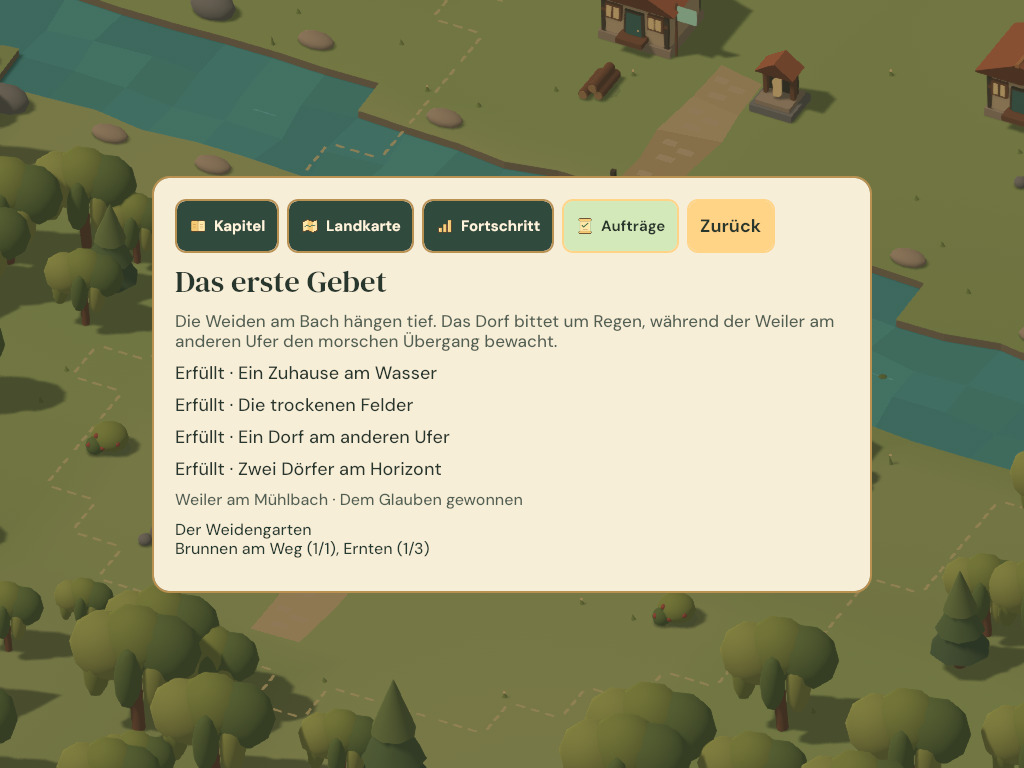 Kapitel
Landkarte
Fortschritt
Aufträge
Zurück
Das erste Gebet
Die Weiden am Bach hängen tief. Das Dorf bittet um Regen, während der Weiler am
anderen Ufer den morschen Übergang bewacht.
Erfüllt · Ein Zuhause am Wasser
Erfüllt · Die trockenen Felder
Erfüllt · Ein Dorf am anderen Ufer
Erfüllt · Zwei Dörfer am Horizont
Weiler am Mühlbach · Dem Glauben gewonnen
Der Weidengarten
Brunnen am Weg (1/1), Ernten (1/3)